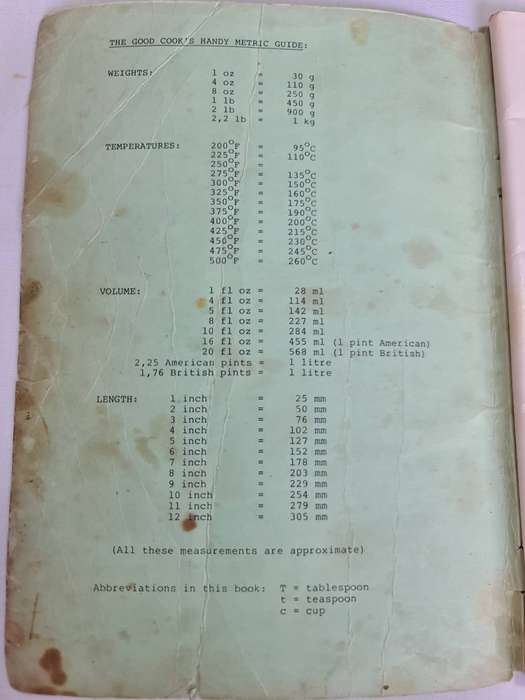 THE GOOD COOK'S HANDY METRIC GUIDE:
WEIGHTS: 1 oz = 30 g
4 oz = 110 g
8 oz = 250 g
1 lb = 450 g
2 lb = 900 g
2,2 lb = 1 kg
TEMPERATURES: 200°F = 95°C
225°F = 110°C
250°F =
275°F = 135°C
300°F = 150°C
325°F = 160°C
350°F = 175°C
375°F = 190°C
400°F = 200°C
425°F = 215°C
450°F = 230°C
475°F = 245°C
500°F = 260°C
VOLUME: 1 fl oz = 28 ml
4 fl oz = 114 ml
5 fl oz = 142 ml
8 fl oz = 227 ml
10 fl oz = 284 ml
16 fl oz = 455 ml (1 pint American)
20 fl oz = 568 ml (1 pint British)
2,25 American pints = 1 litre
1,76 British pints = 1 litre
LENGTH: 1 inch = 25 mm
2 inch = 50 mm
3 inch = 76 mm
4 inch = 102 mm
5 inch = 127 mm
6 inch = 152 mm
7 inch = 178 mm
8 inch = 203 mm
9 inch = 229 mm
10 inch = 254 mm
11 inch = 279 mm
12 inch = 305 mm
(All these measurements are approximate)
Abbreviations in this book: T = tablespoon
t = teaspoon
c = cup